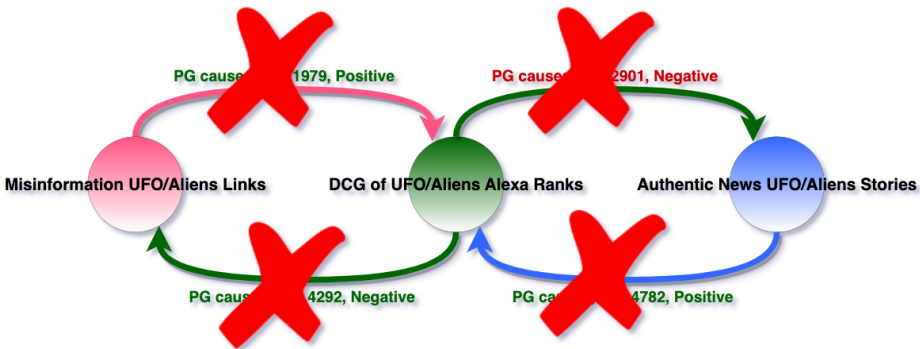 PG cause 1979, Positive
PG cause 2901, Negative
Misinformation UFO/Aliens Links
DCG of UFO/Aliens Alexa Ranks
Authentic News UFO/Aliens Stories
PG cau 4292, Negative
PG ca 4782, Positive